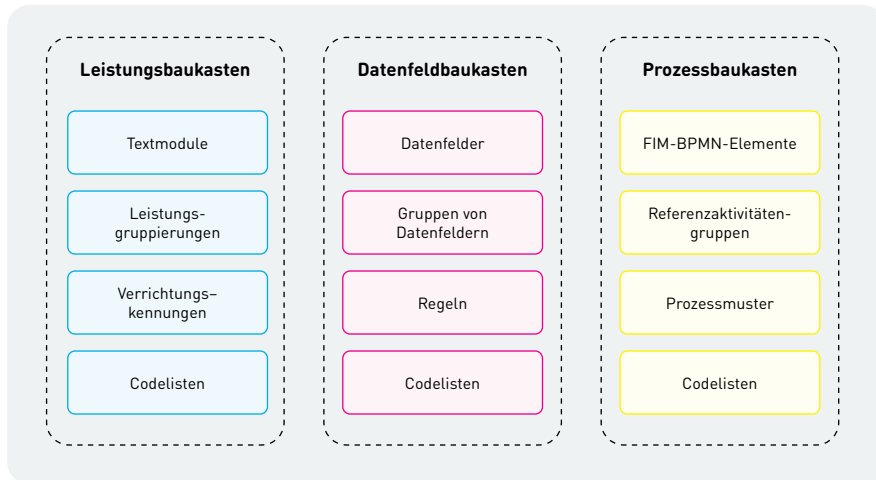 Leistungsbaukasten
Textmodule
Leistungs-
gruppierungen
Verrichtungs–
kennungen
Codelisten
Datenfeldbaukasten
Datenfelder
Gruppen von
Datenfeldern
Regeln
Codelisten
Prozessbaukasten
FIM-BPMN-Elemente
Referenzaktivitäten-
gruppen
Prozessmuster
Codelisten